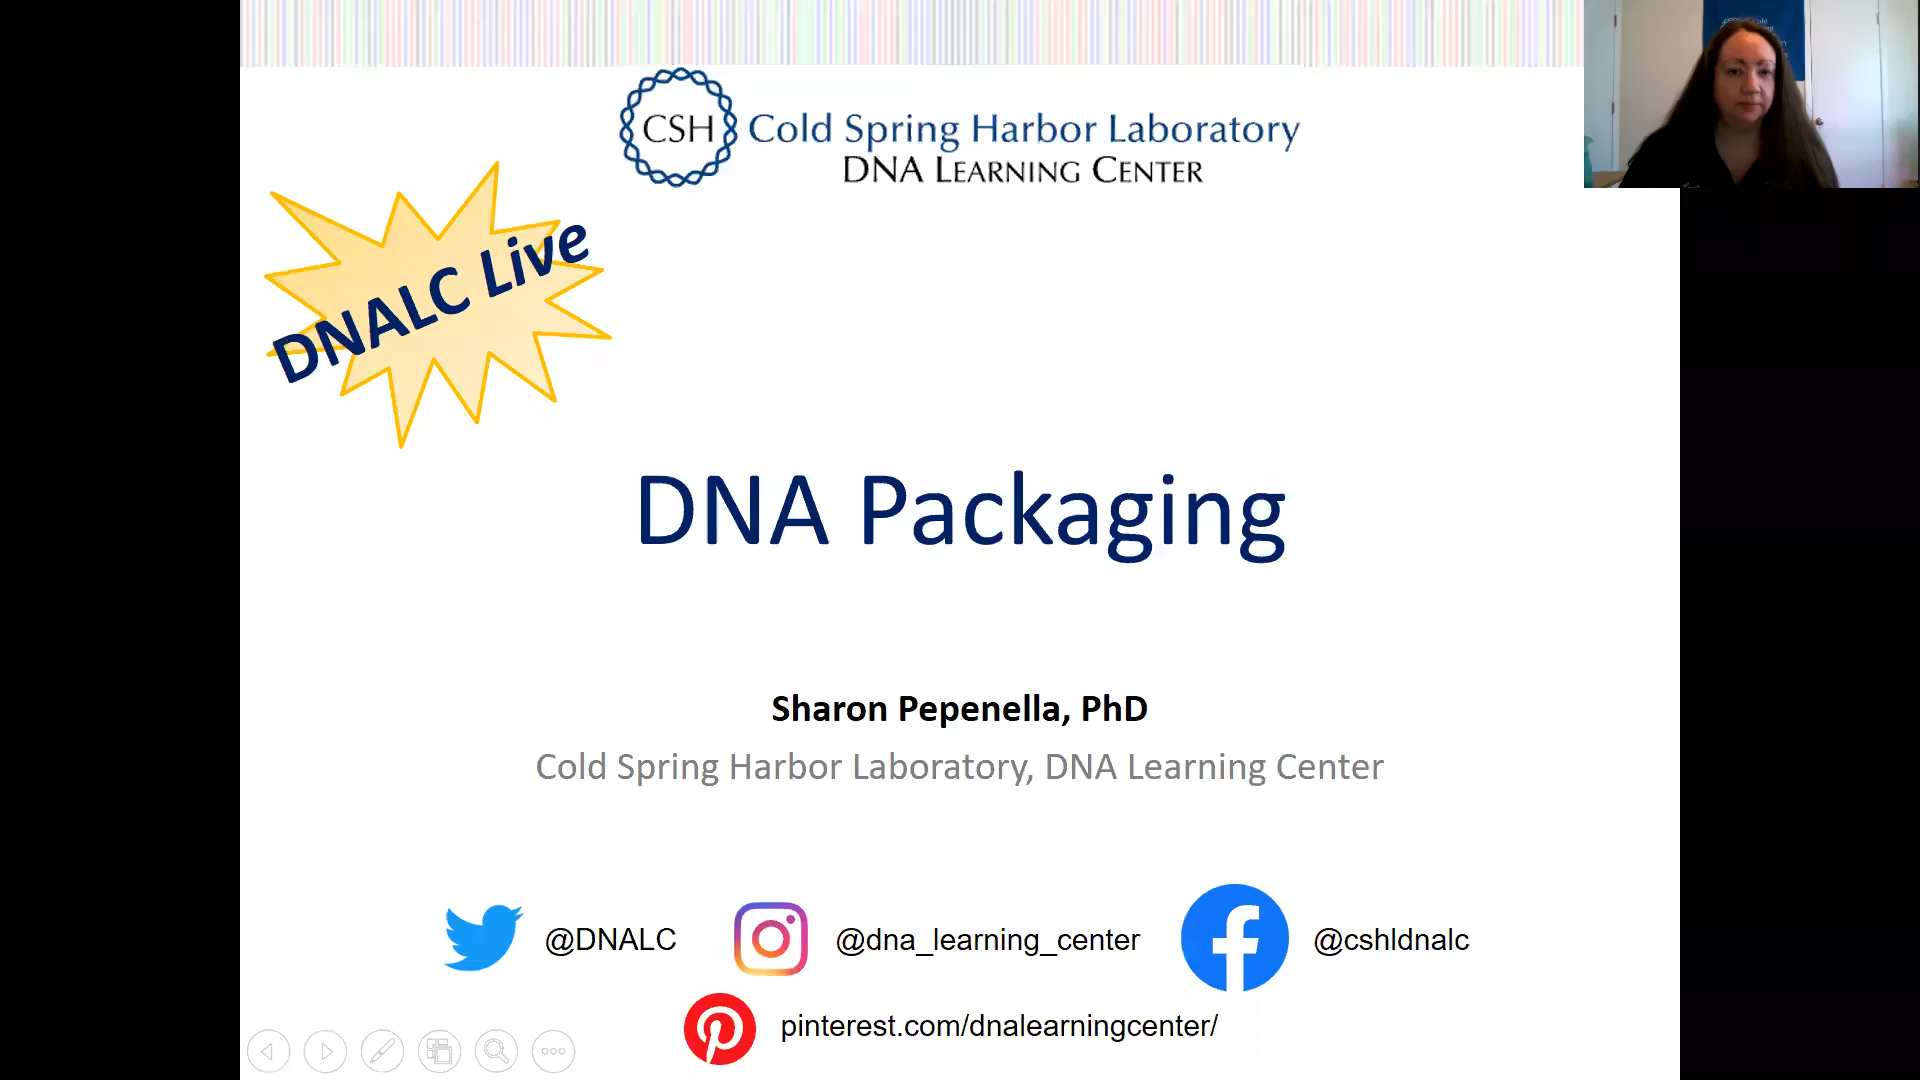 CSH Cold Spring Harbor Laboratory
DNA LEARNING CENTER
DNALC Live
DNA Packaging
Sharon Pepenella, PhD
Cold Spring Harbor Laboratory, DNA Learning Center
@DNALC
@dna_learning_center
@cshldnalc
pinterest.com/dnalearningcenter/